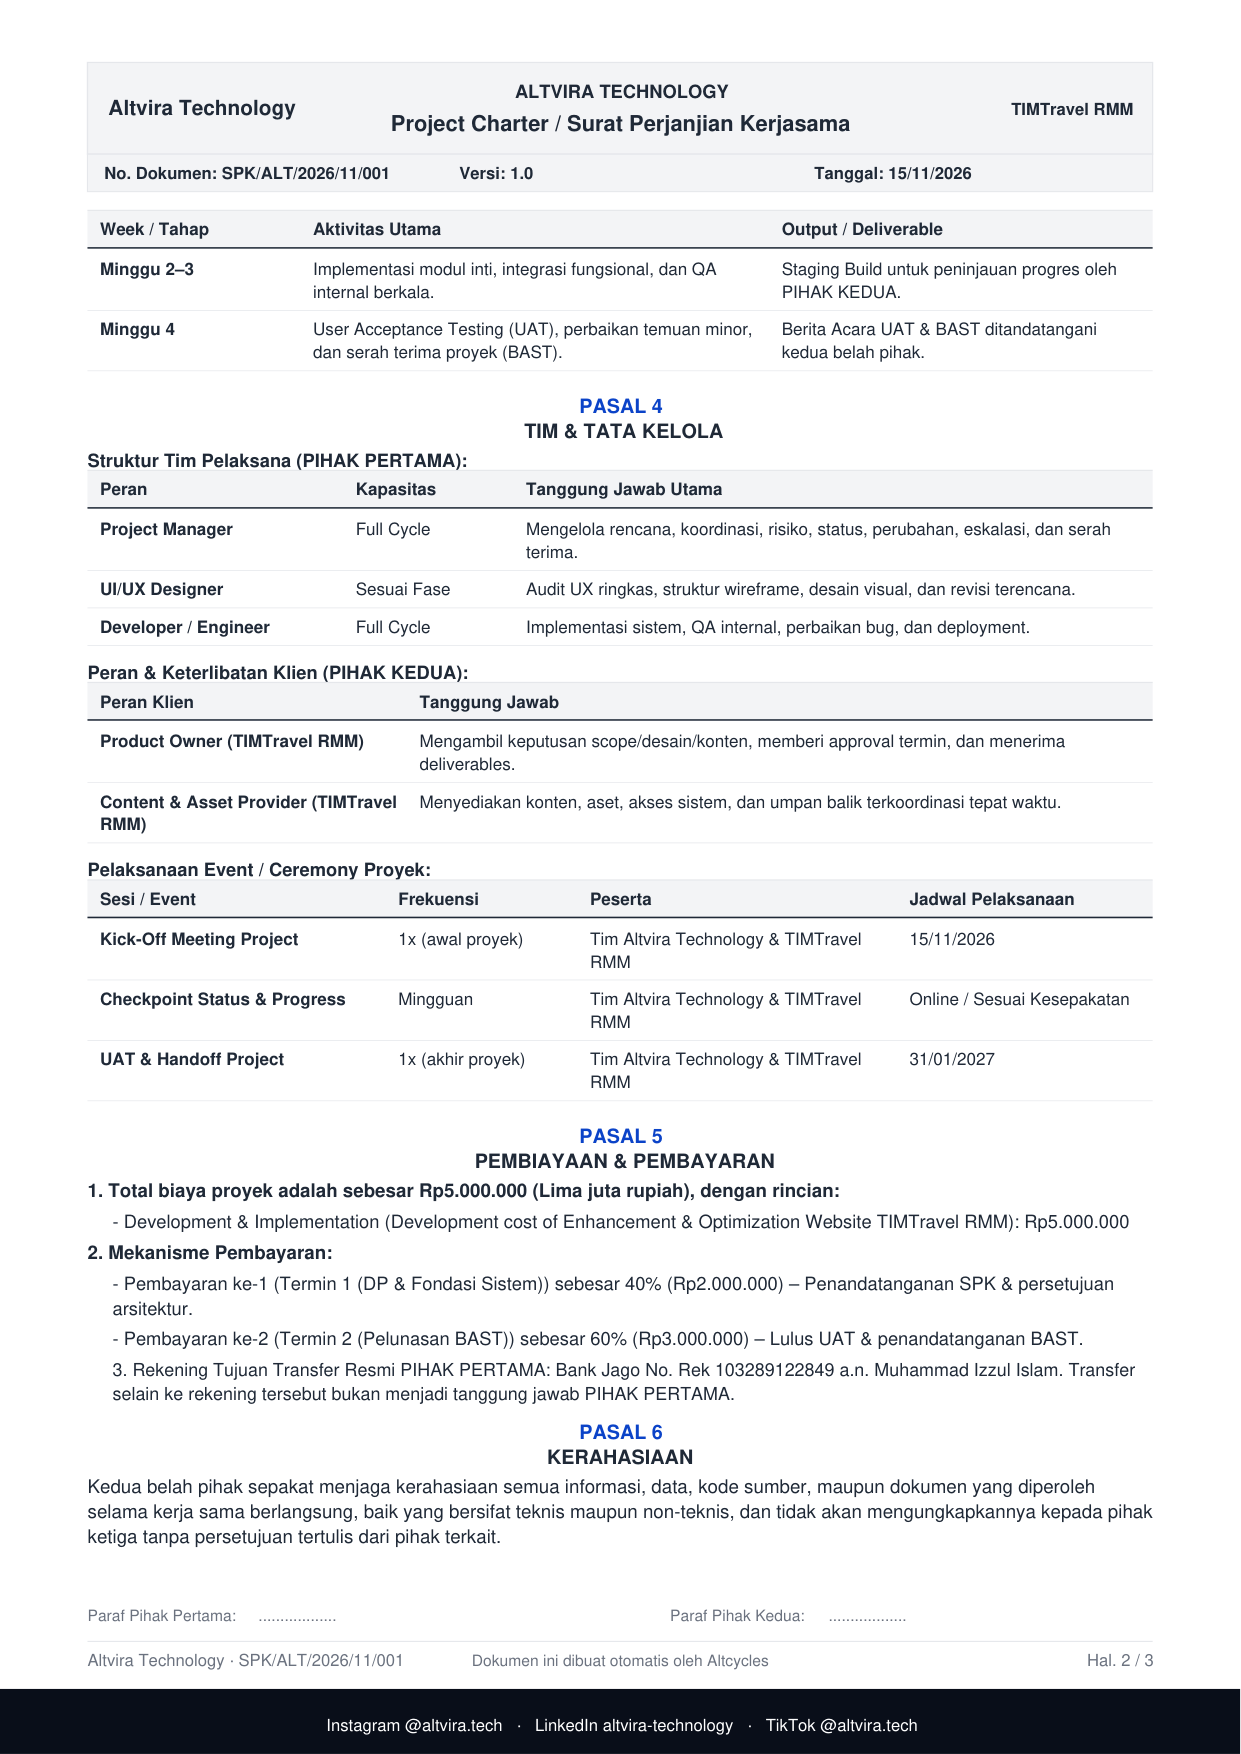 Altvira Technology
ALTVIRA TECHNOLOGY
Project Charter / Surat Perjanjian Kerjasama
TIMTravel RMM
No. Dokumen: SPK/ALT/2026/11/001 Versi: 1.0 Tanggal: 15/11/2026
Week / Tahap Aktivitas Utama Output / Deliverable
Minggu 2–3 Implementasi modul inti, integrasi fungsional, dan QA Staging Build untuk peninjauan progres oleh
internal berkala. PIHAK KEDUA.
Minggu 4 User Acceptance Testing (UAT), perbaikan temuan minor, Berita Acara UAT & BAST ditandatangani
dan serah terima proyek (BAST). kedua belah pihak.
PASAL 4
TIM & TATA KELOLA
Struktur Tim Pelaksana (PIHAK PERTAMA):
Peran Kapasitas Tanggung Jawab Utama
Project Manager Full Cycle Mengelola rencana, koordinasi, risiko, status, perubahan, eskalasi, dan serah
terima.
UI/UX Designer Sesuai Fase Audit UX ringkas, struktur wireframe, desain visual, dan revisi terencana.
Developer / Engineer Full Cycle Implementasi sistem, QA internal, perbaikan bug, dan deployment.
Peran & Keterlibatan Klien (PIHAK KEDUA):
Peran Klien Tanggung Jawab
Product Owner (TIMTravel RMM) Mengambil keputusan scope/desain/konten, memberi approval termin, dan menerima
deliverables.
Content & Asset Provider (TIMTravel Menyediakan konten, aset, akses sistem, dan umpan balik terkoordinasi tepat waktu.
RMM)
Pelaksanaan Event / Ceremony Proyek:
Sesi / Event Frekuensi Peserta Jadwal Pelaksanaan
Kick-Off Meeting Project 1x (awal proyek) Tim Altvira Technology & TIMTravel 15/11/2026
RMM
Checkpoint Status & Progress Mingguan Tim Altvira Technology & TIMTravel Online / Sesuai Kesepakatan
RMM
UAT & Handoff Project 1x (akhir proyek) Tim Altvira Technology & TIMTravel 31/01/2027
RMM
PASAL 5
PEMBIAYAAN & PEMBAYARAN
1. Total biaya proyek adalah sebesar Rp5.000.000 (Lima juta rupiah), dengan rincian:
- Development & Implementation (Development cost of Enhancement & Optimization Website TIMTravel RMM): Rp5.000.000
2. Mekanisme Pembayaran:
- Pembayaran ke-1 (Termin 1 (DP & Fondasi Sistem)) sebesar 40% (Rp2.000.000) – Penandatanganan SPK & persetujuan
arsitektur.
- Pembayaran ke-2 (Termin 2 (Pelunasan BAST)) sebesar 60% (Rp3.000.000) – Lulus UAT & penandatanganan BAST.
3. Rekening Tujuan Transfer Resmi PIHAK PERTAMA: Bank Jago No. Rek 103289122849 a.n. Muhammad Izzul Islam. Transfer
selain ke rekening tersebut bukan menjadi tanggung jawab PIHAK PERTAMA.
PASAL 6
KERAHASIAAN
Kedua belah pihak sepakat menjaga kerahasiaan semua informasi, data, kode sumber, maupun dokumen yang diperoleh
selama kerja sama berlangsung, baik yang bersifat teknis maupun non-teknis, dan tidak akan mengungkapkannya kepada pihak
ketiga tanpa persetujuan tertulis dari pihak terkait.
Paraf Pihak Pertama: .................. Paraf Pihak Kedua: ..................
Altvira Technology · SPK/ALT/2026/11/001 Dokumen ini dibuat otomatis oleh Altcycles Hal. 2 / 3
Instagram @altvira.tech · LinkedIn altvira-technology · TikTok @altvira.tech